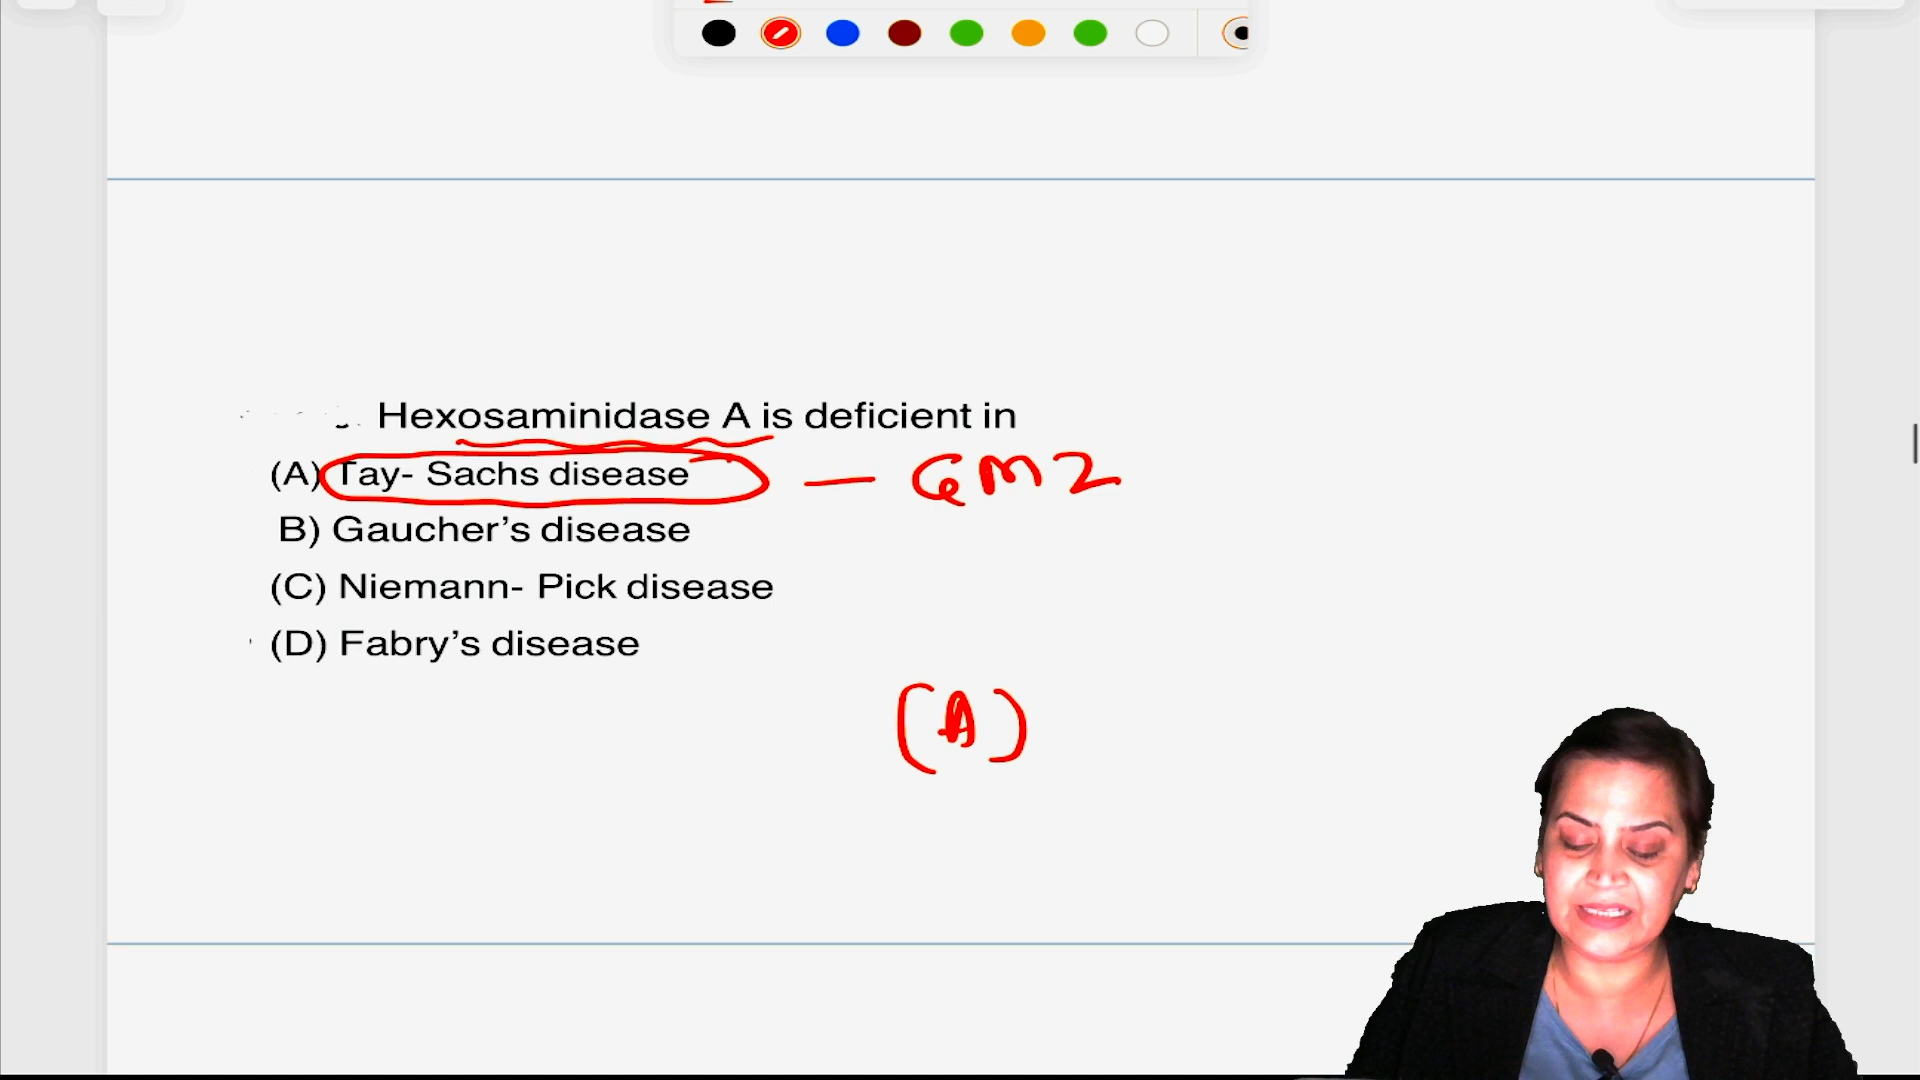 Hexosaminidase A is deficient in
(A) Tay- Sachs disease — GM2
B) Gaucher’s disease
(C) Niemann- Pick disease
(D) Fabry’s disease
(A)